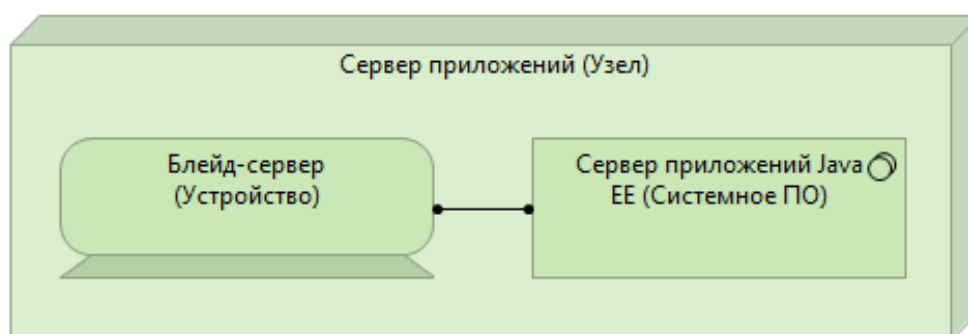 Сервер приложений (Узел)
Блейд-сервер
(Устройство)
Сервер приложений Java
EE (Системное ПО)